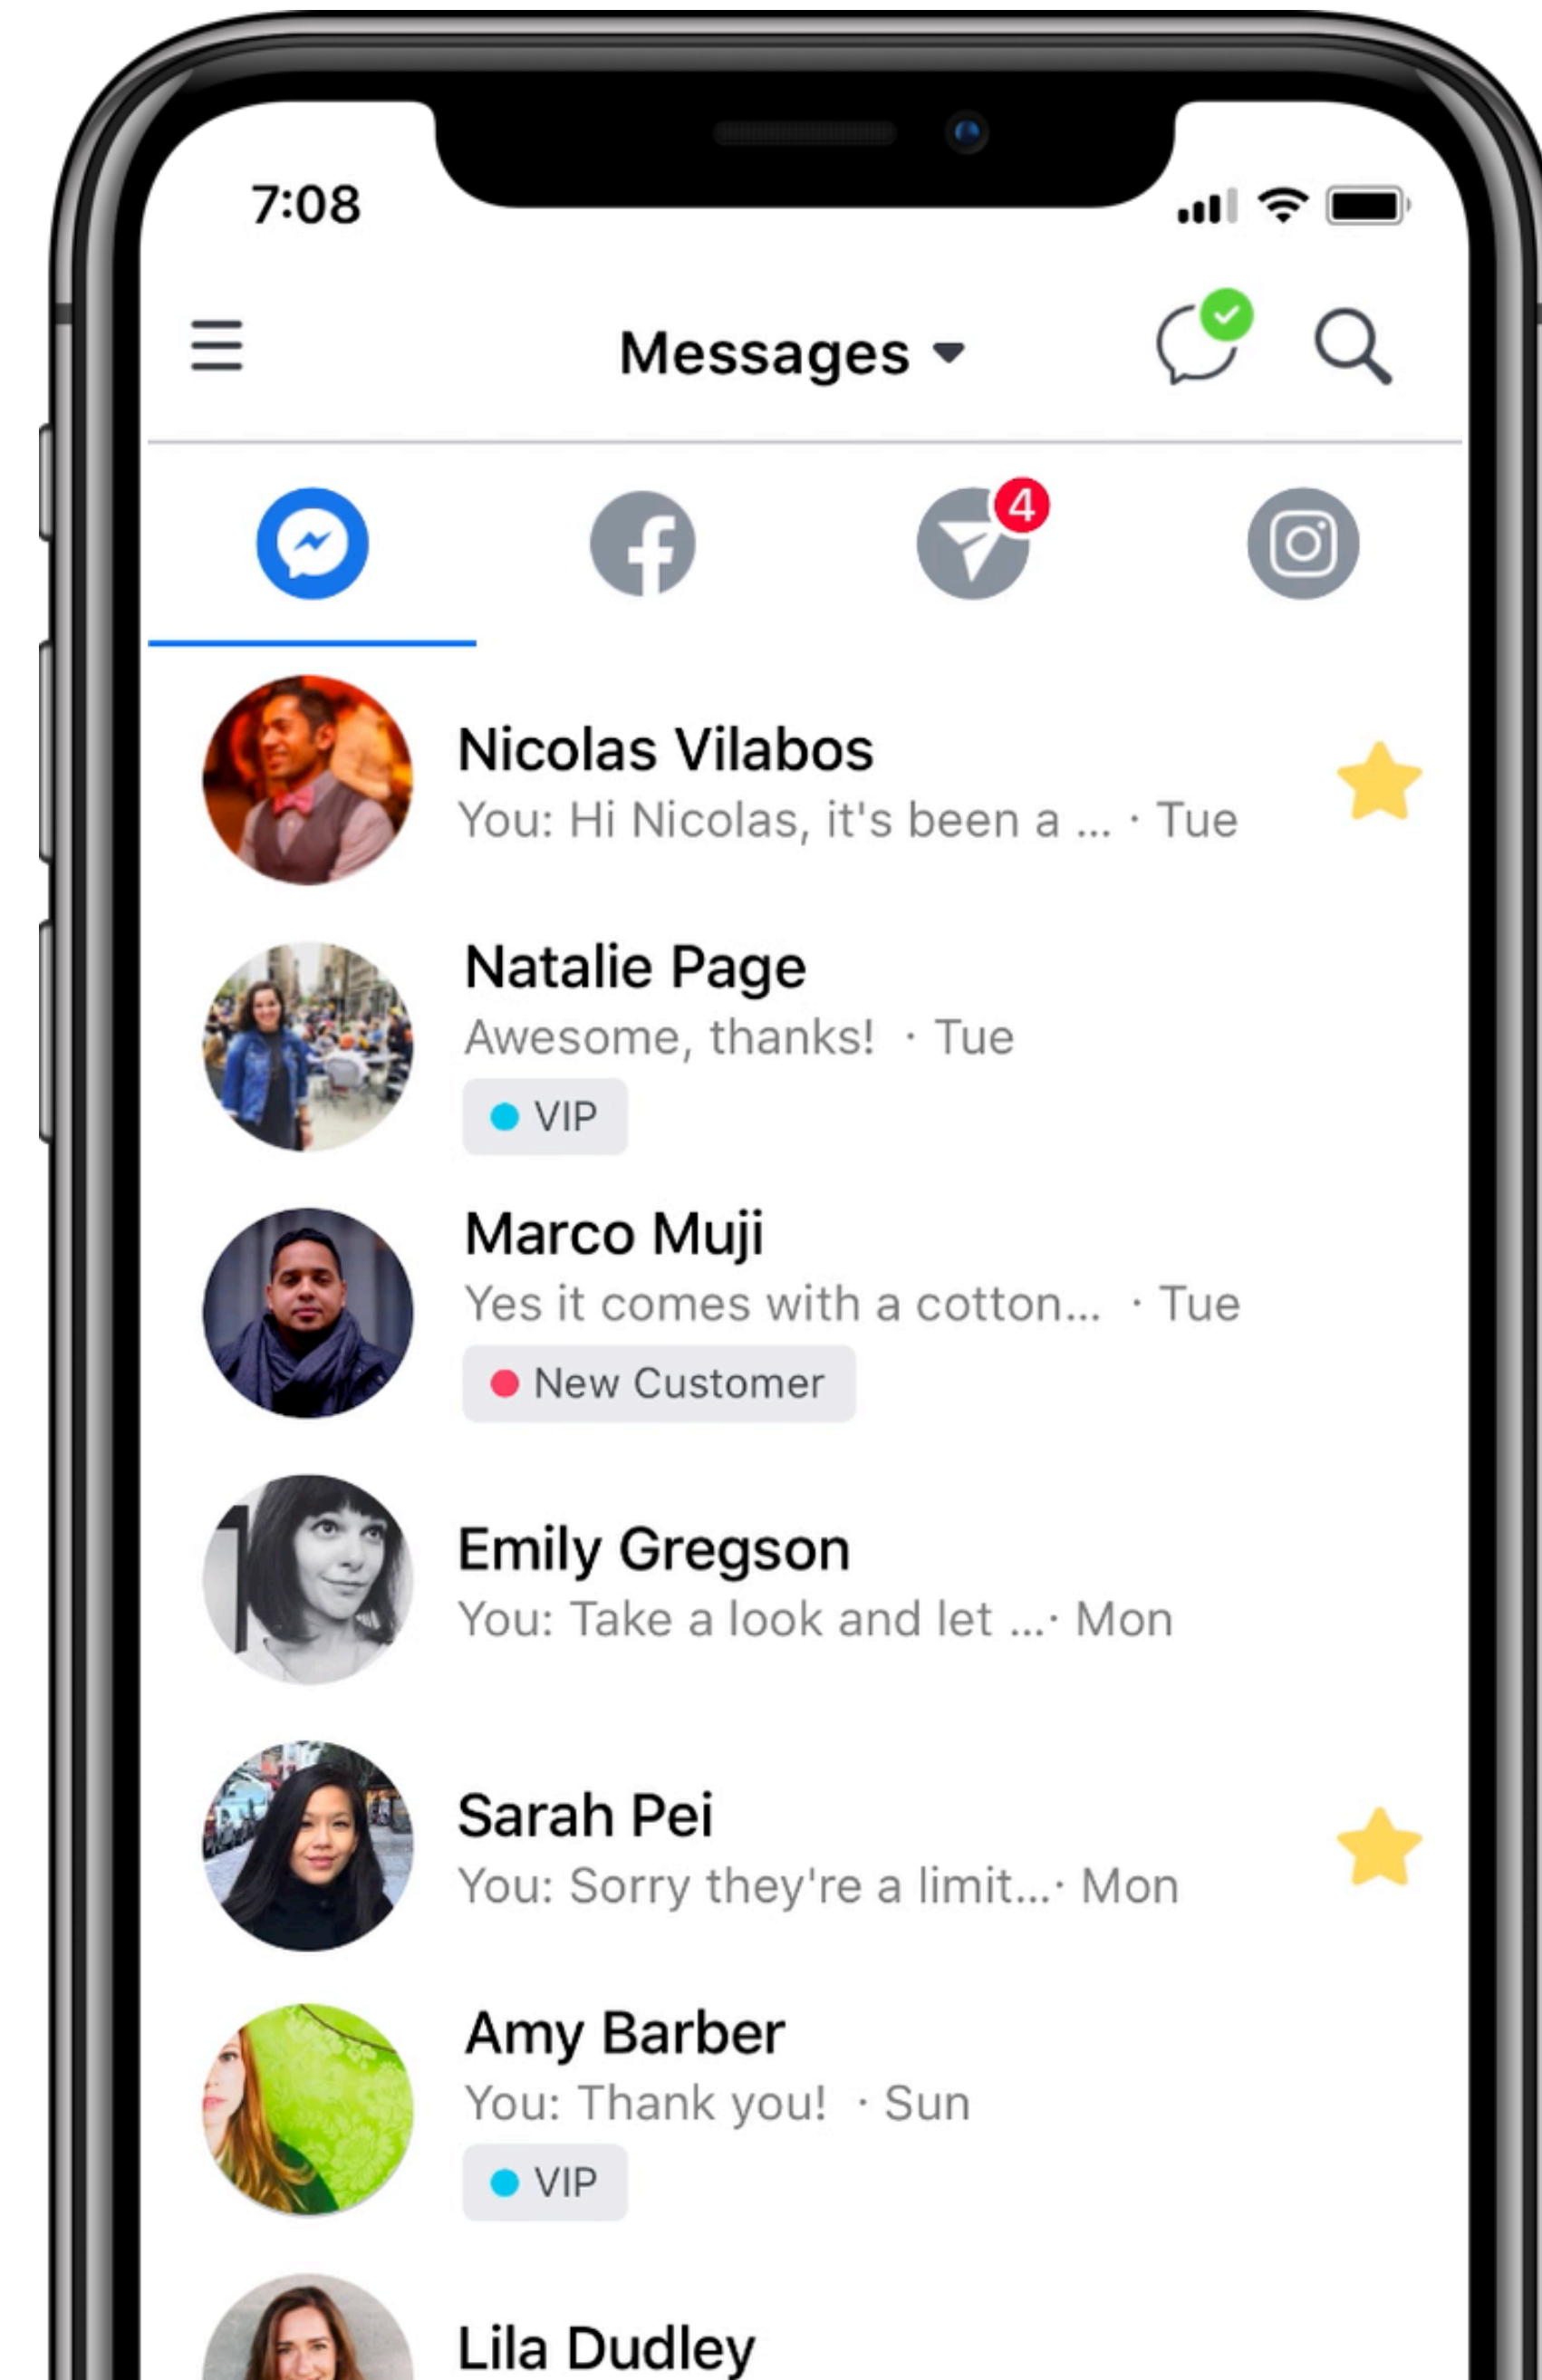 7:08
Messages
4
Nicolas Vilabos
You: Hi Nicolas, it's been a ... · Tue
Natalie Page
Awesome, thanks! · Tue
VIP
Marco Muji
Yes it comes with a cotton... · Tue
New Customer
Emily Gregson
You: Take a look and let ...· Mon
Sarah Pei
You: Sorry they're a limit...· Mon
Amy Barber
You: Thank you! · Sun
VIP
Lila Dudley